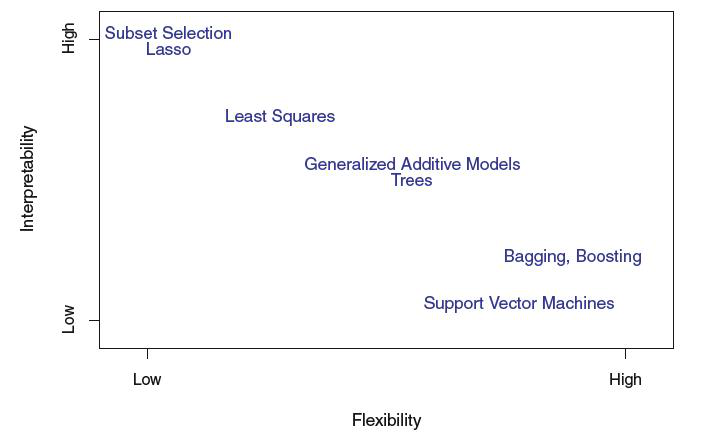 High
Subset Selection
Lasso
Least Squares
Interpretability
Generalized Additive Models
Trees
Bagging, Boosting
Support Vector Machines
Low
Low
High
Flexibility